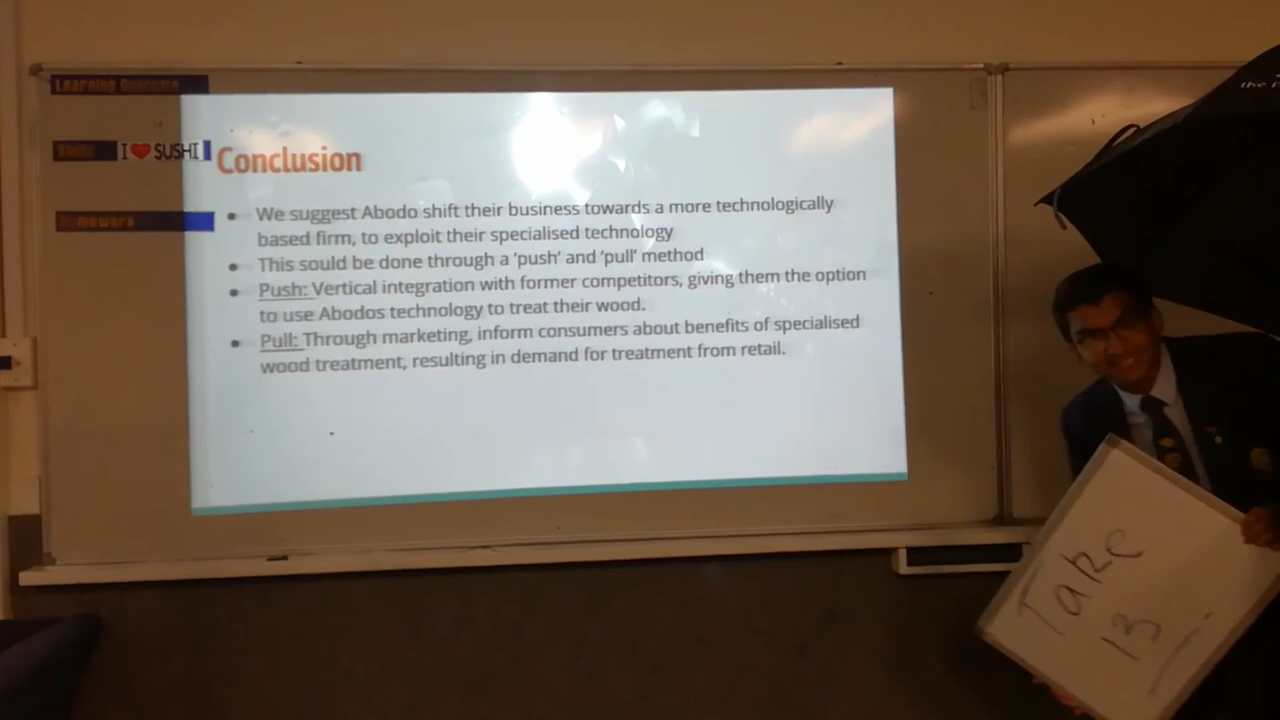 Learning Outcome
I ❤ SUSHI
Conclusion
We suggest Abodo shift their business towards a more technologically
based firm, to exploit their specialised technology
This sould be done through a 'push' and 'pull' method
Push: Vertical integration with former competitors, giving them the option
to use Abodos technology to treat their wood.
Pull: Through marketing, inform consumers about benefits of specialised
wood treatment, resulting in demand for treatment from retail.
Homework
Take
13